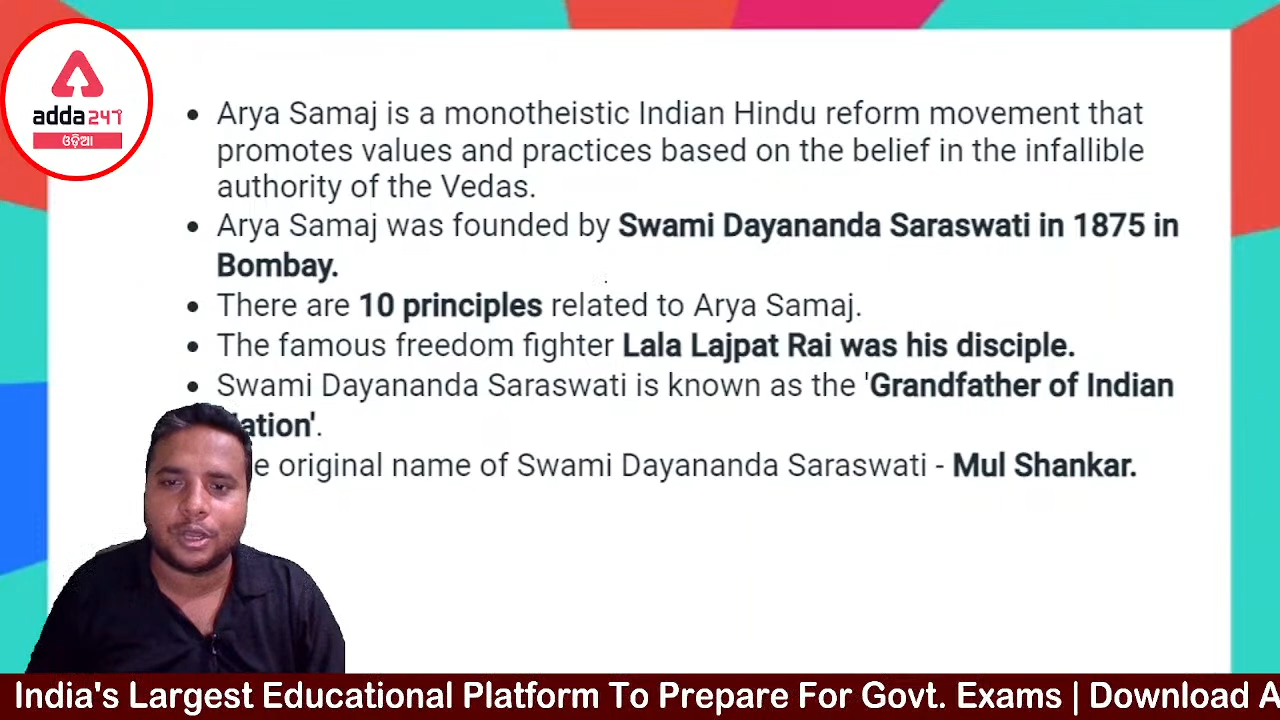 adda247
ଓଡ଼ିଆ
Arya Samaj is a monotheistic Indian Hindu reform movement that
promotes values and practices based on the belief in the infallible
authority of the Vedas.
Arya Samaj was founded by Swami Dayananda Saraswati in 1875 in
Bombay.
There are 10 principles related to Arya Samaj.
The famous freedom fighter Lala Lajpat Rai was his disciple.
Swami Dayananda Saraswati is known as the 'Grandfather of Indian
ation'.
e original name of Swami Dayananda Saraswati - Mul Shankar.
India's Largest Educational Platform To Prepare For Govt. Exams | Download A